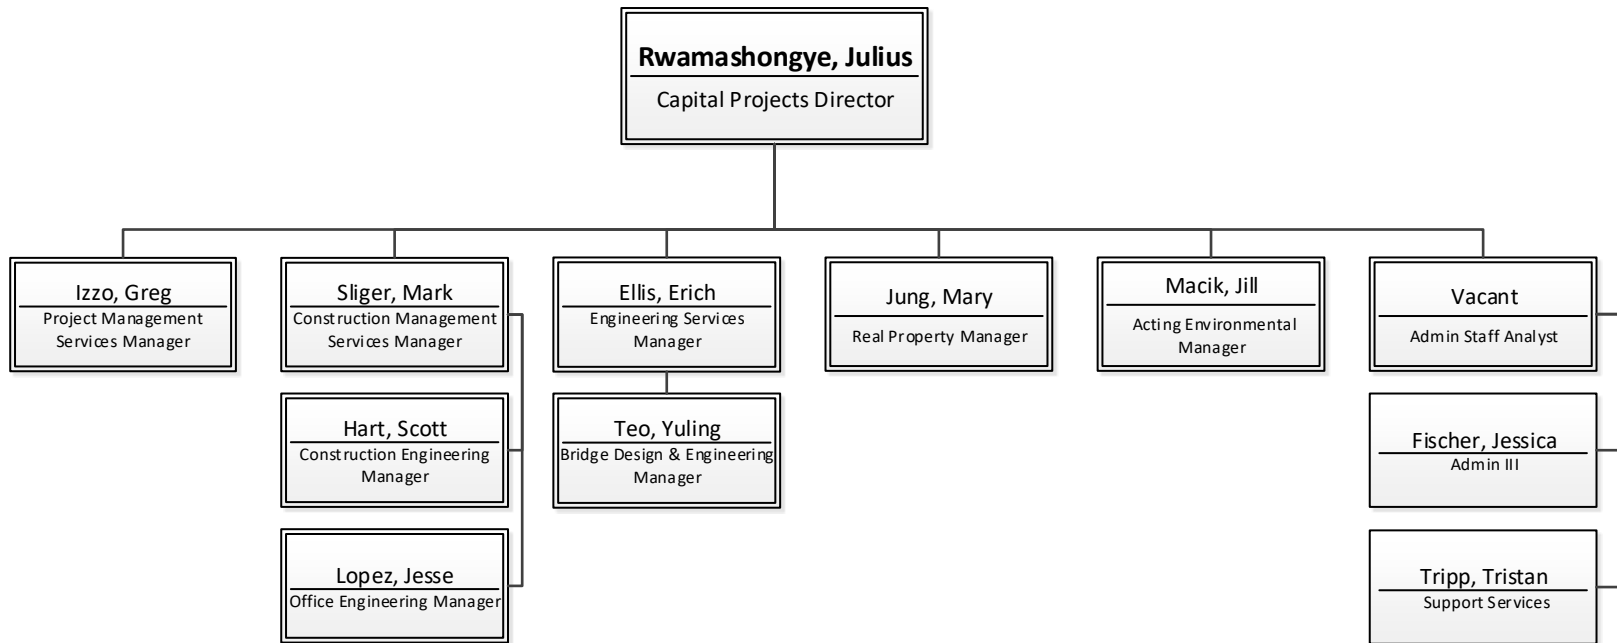 Rwamashongye, Julius
Capital Projects Director
Izzo, Greg
Project Management
Services Manager
Sliger, Mark
Construction Management
Services Manager
Ellis, Erich
Engineering Services
Manager
Jung, Mary
Real Property Manager
Macik, Jill
Acting Environmental
Manager
Vacant
Admin Staff Analyst
Hart, Scott
Construction Engineering
Manager
Teo, Yuling
Bridge Design & Engineering
Manager
Fischer, Jessica
Admin III
Lopez, Jesse
Office Engineering Manager
Tripp, Tristan
Support Services